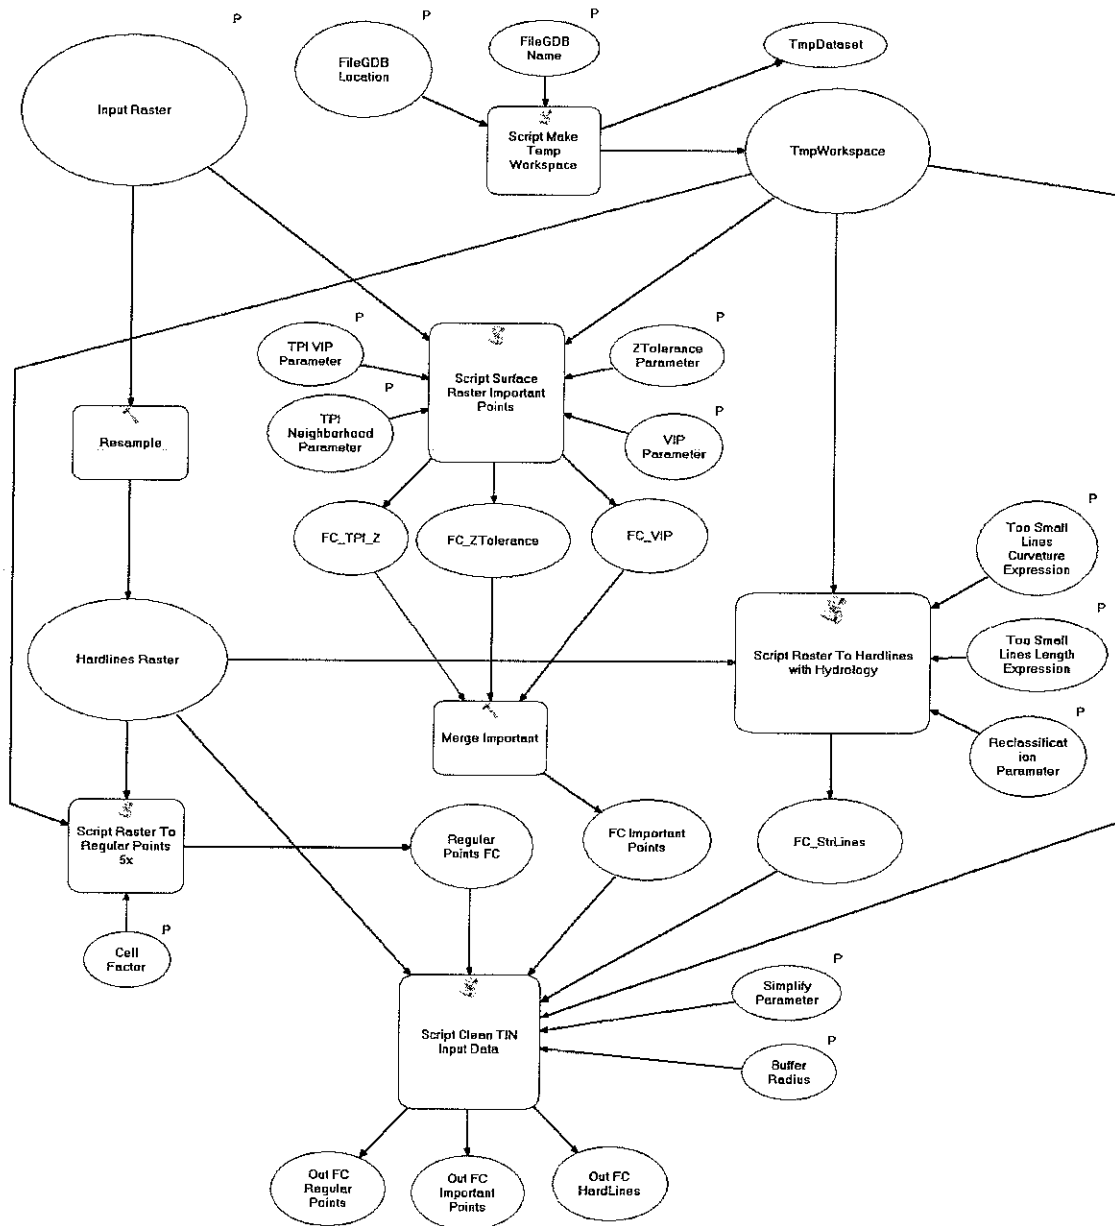 P
P
P
FileGDB
Name
TmpDataset
FileGDB
Location
Input Raster
Script Make
Temp
Workspace
TmpWorkspace
P
P
TPI VIP
Parameter
ZTolerance
Parameter
Script Surface
Raster Important
Points
P
P
TPI
Neighborhood
Parameter
VIP
Parameter
Resample
FC_TPI_Z
FC_ZTolerance
FC_VIP
P
Too Small
Lines
Curvature
Expression
P
Hardlines Raster
Script Raster To Hardlines
with Hydrology
Too Small
Lines Length
Expression
P
Merge Important
Reclassificat
ion
Parameter
Script Raster To
Regular Points
5x
Regular
Points FC
FC Important
Points
FC_StrLines
P
Cell
Factor
P
Simplify
Parameter
Script Clean TIN
Input Data
P
Buffer
Radius
Out FC
Regular
Points
Out FC
Important
Points
Out FC
HardLines